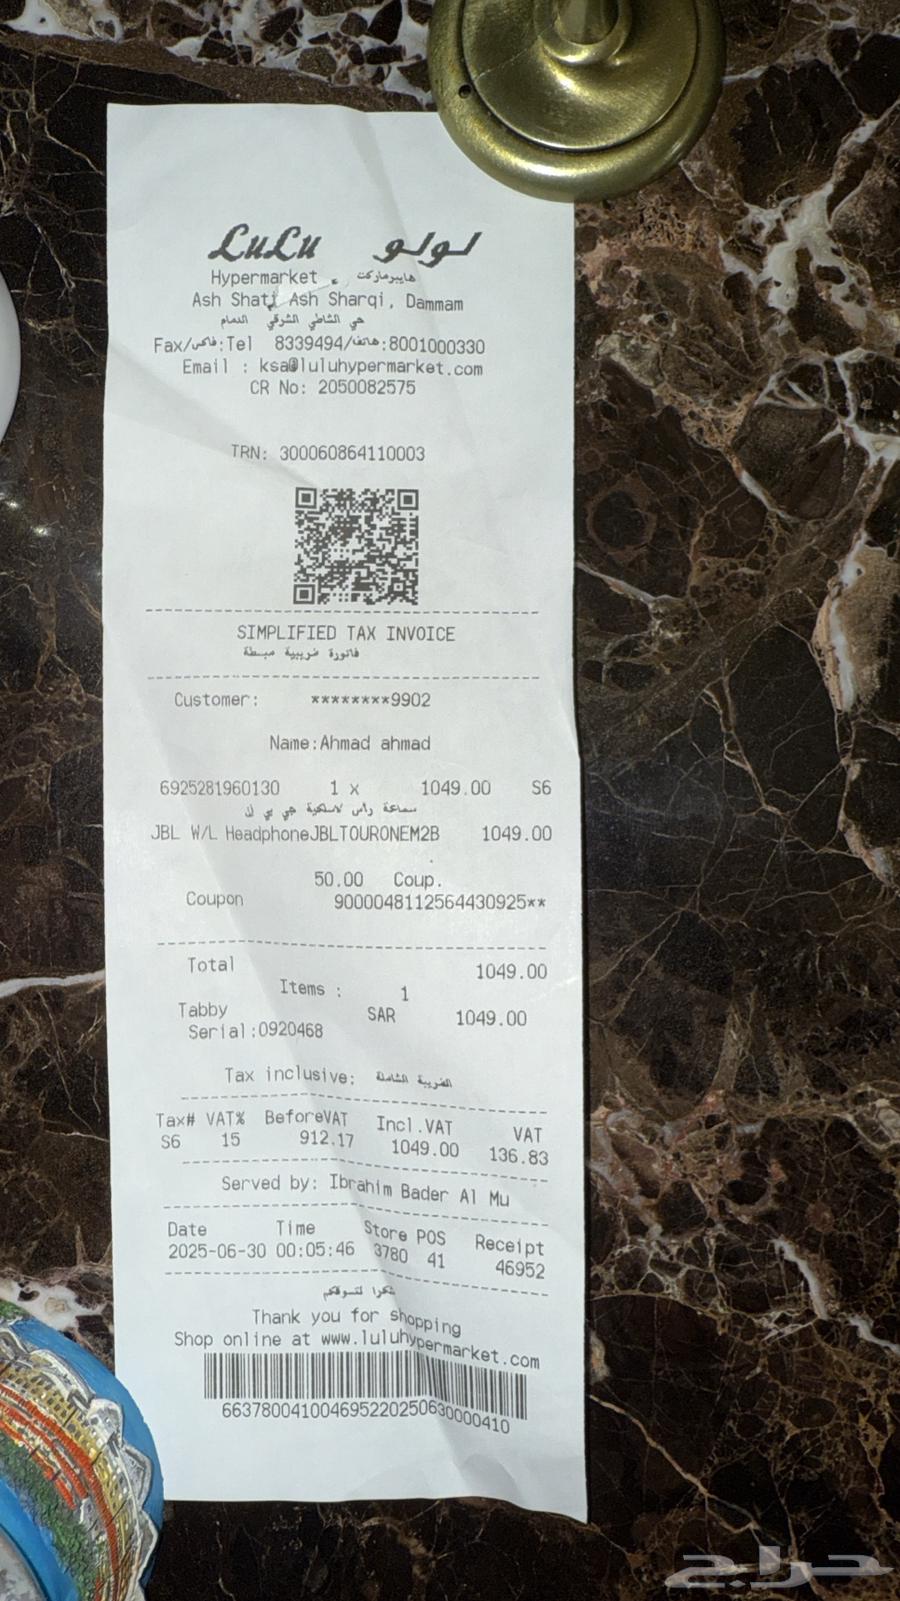 LuLu لولو
Hypermarket هايبرماركت
Ash Shati Ash Sharqi, Dammam
حي الشاطي الشرقي الدمام
Fax/فاكس:Tel 8339494/هاتف:8001000330
Email : ksa@luluhypermarket.com
CR No: 2050082575
TRN: 300060864110003
SIMPLIFIED TAX INVOICE
فاتورة ضريبية مبسطة
Customer: ********9902
Name:Ahmad ahmad
6925281960130 1 x 1049.00 S6
سماعة راس لاسلكية جي بي ال
JBL W/L HeadphoneJBLTOURONEM2B 1049.00
50.00 Coup.
Coupon 9000048112564430925**
Total 1049.00
Items : 1
Tabby SAR 1049.00
Serial:0920468
Tax inclusive: الضريبة الشاملة
Tax# VAT% BeforeVAT Incl.VAT VAT
S6 15 912.17 1049.00 136.83
Served by: Ibrahim Bader Al Mu
Date Time Store POS Receipt
2025-06-30 00:05:46 3780 41 46952
شكرا لتسوقكم
Thank you for shopping
Shop online at www.luluhypermarket.com
663780041004695220250630000410
حراج